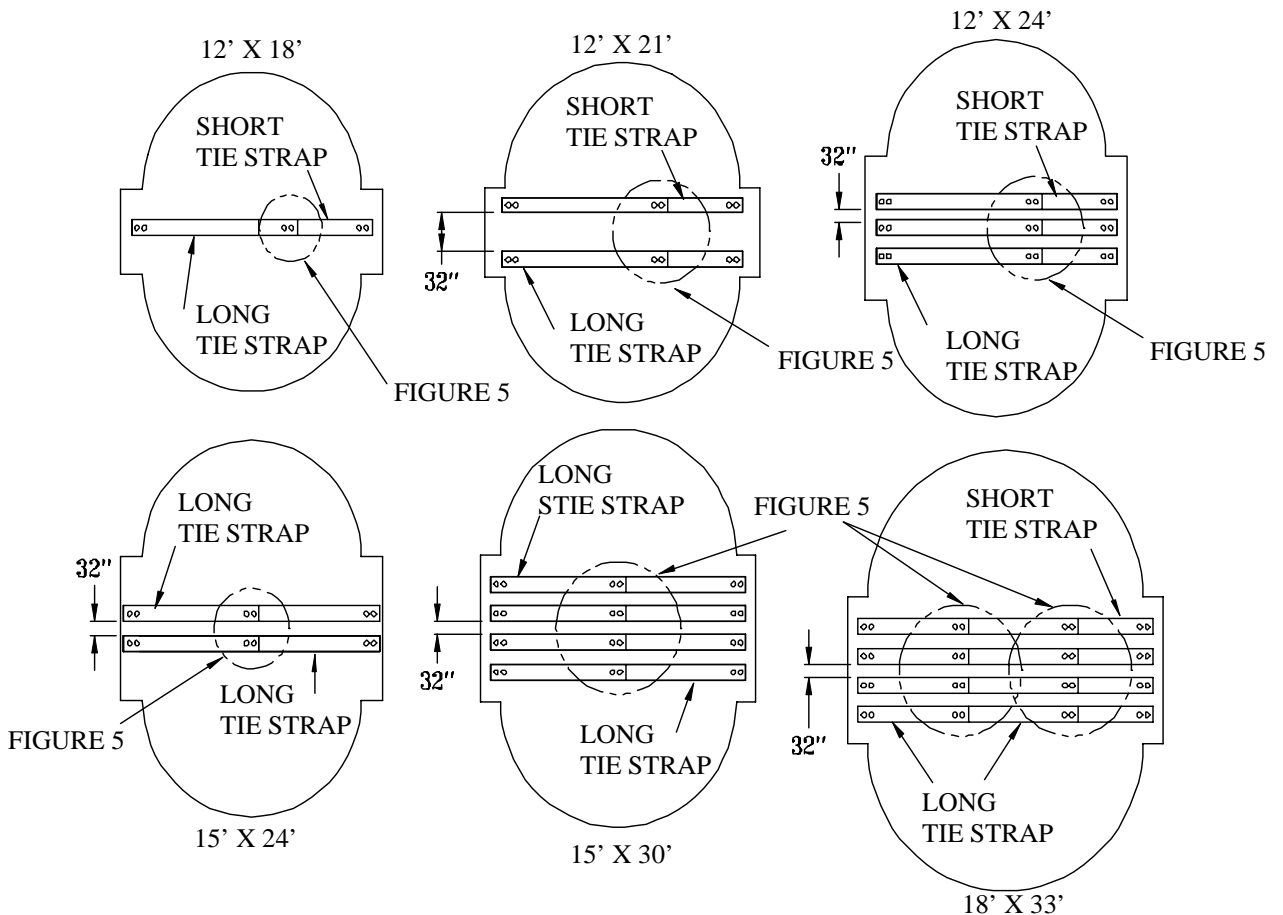 12’ X 18’
SHORT
TIE STRAP
LONG
TIE STRAP
FIGURE 5
12’ X 21’
SHORT
TIE STRAP
32"
LONG
TIE STRAP
FIGURE 5
12’ X 24’
SHORT
TIE STRAP
32"
LONG
TIE STRAP
FIGURE 5
LONG
TIE STRAP
32"
LONG
TIE STRAP
FIGURE 5
15’ X 24’
LONG
STIE STRAP
FIGURE 5
32"
LONG
TIE STRAP
15’ X 30’
SHORT
TIE STRAP
32"
LONG
TIE STRAP
18’ X 33’